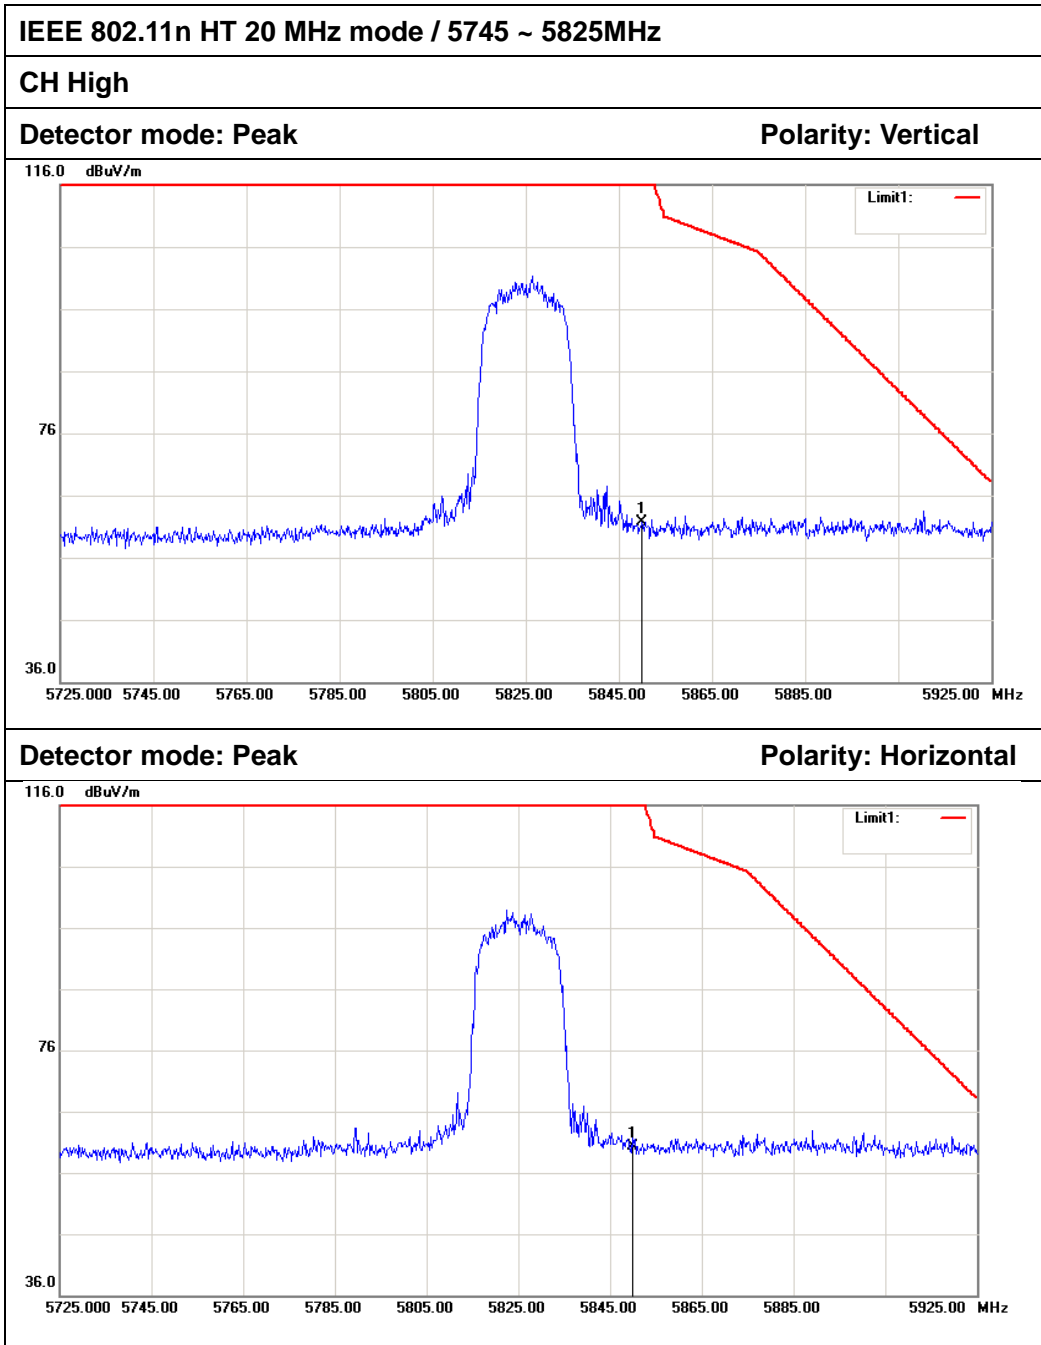 IEEE 802.11n HT 20 MHz mode / 5745 ~ 5825MHz
CH High
Detector mode: Peak Polarity: Vertical
116.0 dBuV/m
Limit1:
76
1
36.0
5725.000 5745.00 5765.00 5785.00 5805.00 5825.00 5845.00 5865.00 5885.00 5925.00 MHz
Detector mode: Peak Polarity: Horizontal
116.0 dBuV/m
Limit1:
76
1
36.0
5725.000 5745.00 5765.00 5785.00 5805.00 5825.00 5845.00 5865.00 5885.00 5925.00 MHz